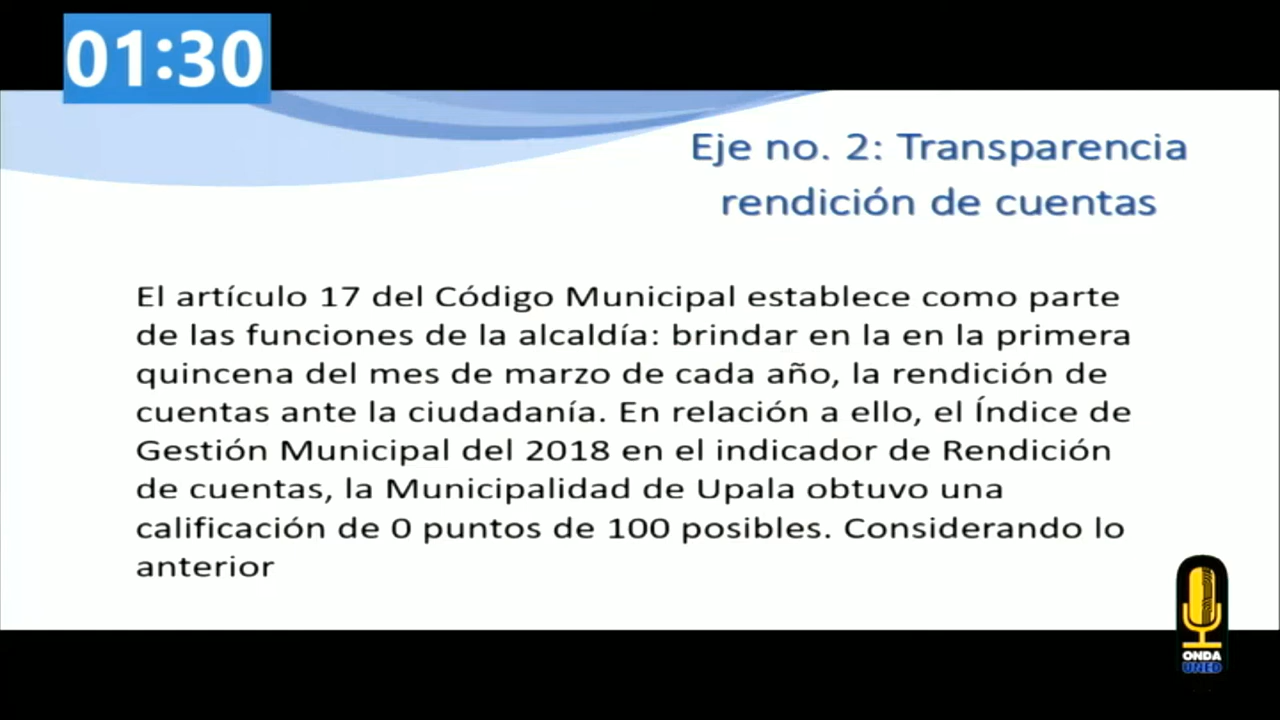 01:30
Eje no. 2: Transparencia
rendición de cuentas
El artículo 17 del Código Municipal establece como parte
de las funciones de la alcaldía: brindar en la en la primera
quincena del mes de marzo de cada año, la rendición de
cuentas ante la ciudadanía. En relación a ello, el Índice de
Gestión Municipal del 2018 en el indicador de Rendición
de cuentas, la Municipalidad de Upala obtuvo una
calificación de 0 puntos de 100 posibles. Considerando lo
anterior
ONDA
UNED